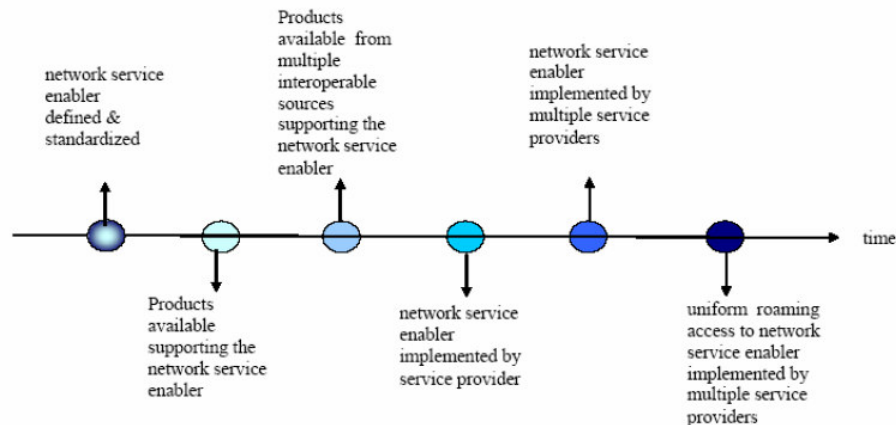 network service
enabler
defined &
standardized
Products
available
supporting the
network service
enabler
Products
available from
multiple
interoperable
sources
supporting the
network service
enabler
network service
enabler
implemented by
service provider
network service
enabler
implemented by
multiple service
providers
uniform roaming
access to network
service enabler
implemented by
multiple service
providers
time